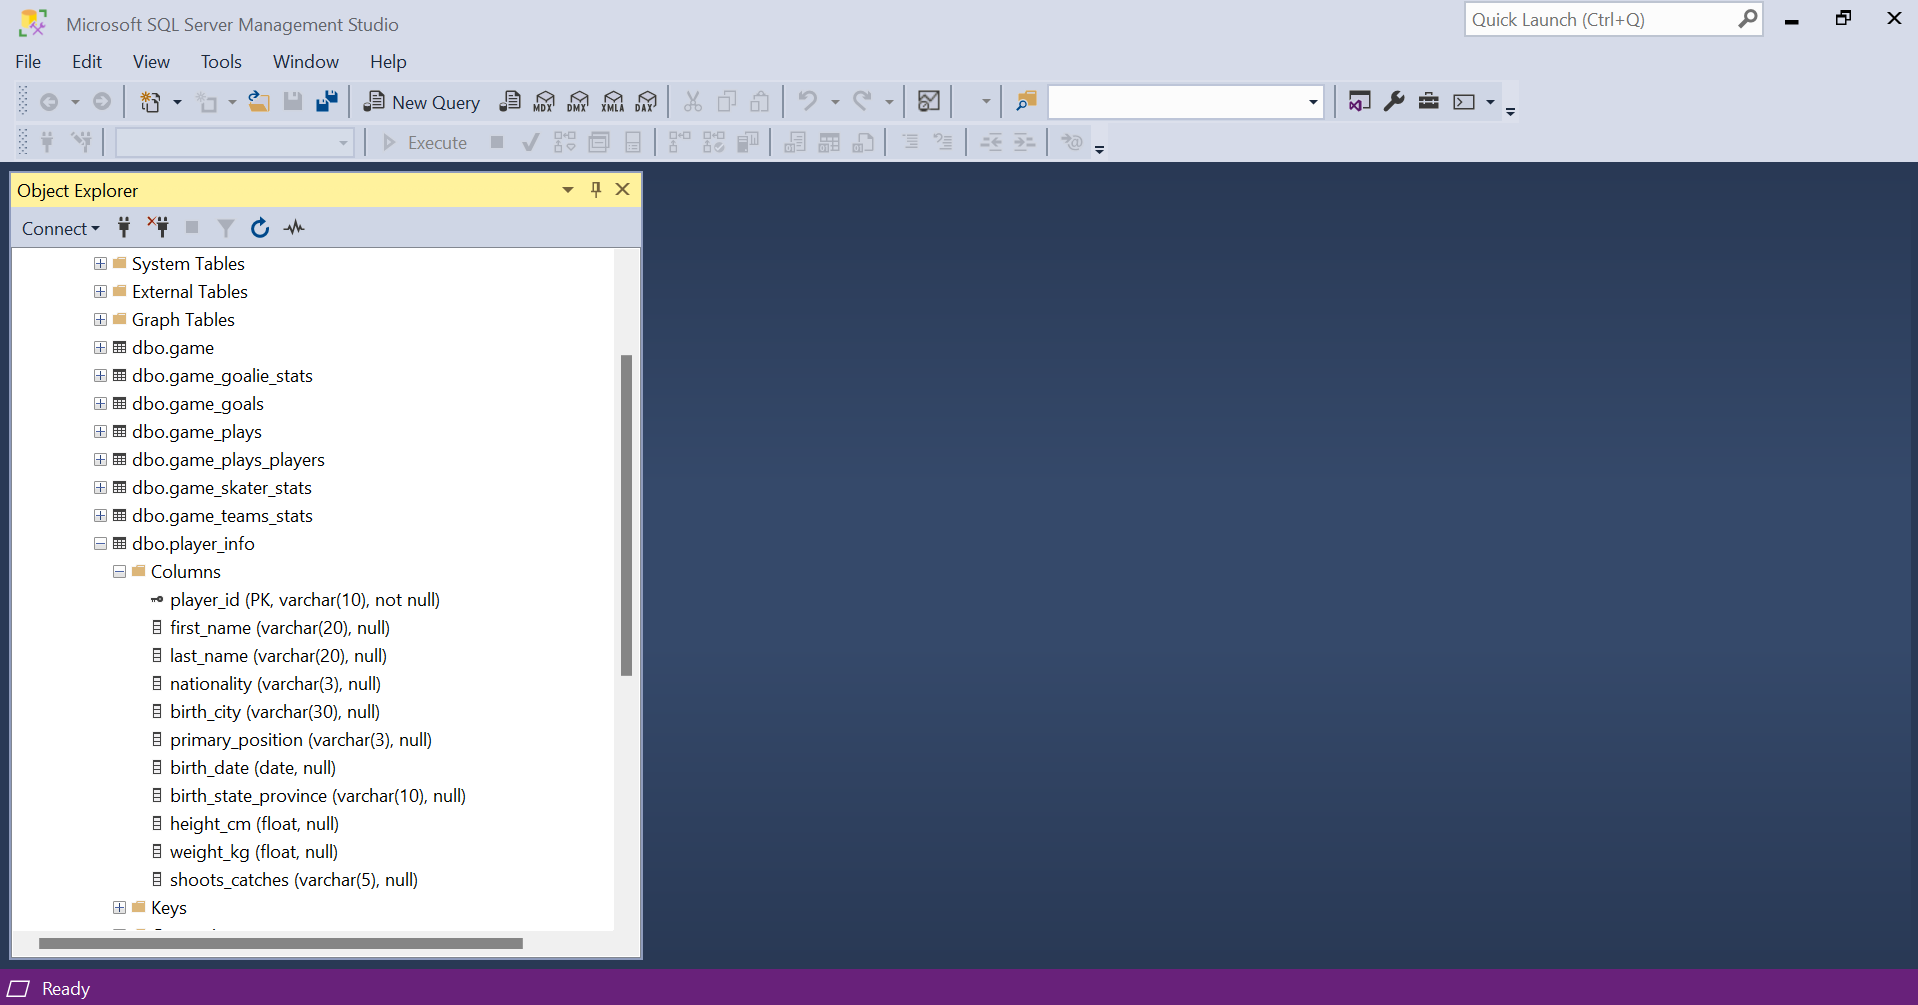 Microsoft SQL Server Management Studio
Quick Launch (Ctrl+Q)
File Edit View Tools Window Help
New Query MDX DMX XMLA DAX
Execute
Object Explorer
Connect
System Tables
External Tables
Graph Tables
dbo.game
dbo.game_goalie_stats
dbo.game_goals
dbo.game_plays
dbo.game_plays_players
dbo.game_skater_stats
dbo.game_teams_stats
dbo.player_info
Columns
player_id (PK, varchar(10), not null)
first_name (varchar(20), null)
last_name (varchar(20), null)
nationality (varchar(3), null)
birth_city (varchar(30), null)
primary_position (varchar(3), null)
birth_date (date, null)
birth_state_province (varchar(10), null)
height_cm (float, null)
weight_kg (float, null)
shoots_catches (varchar(5), null)
Keys
Ready